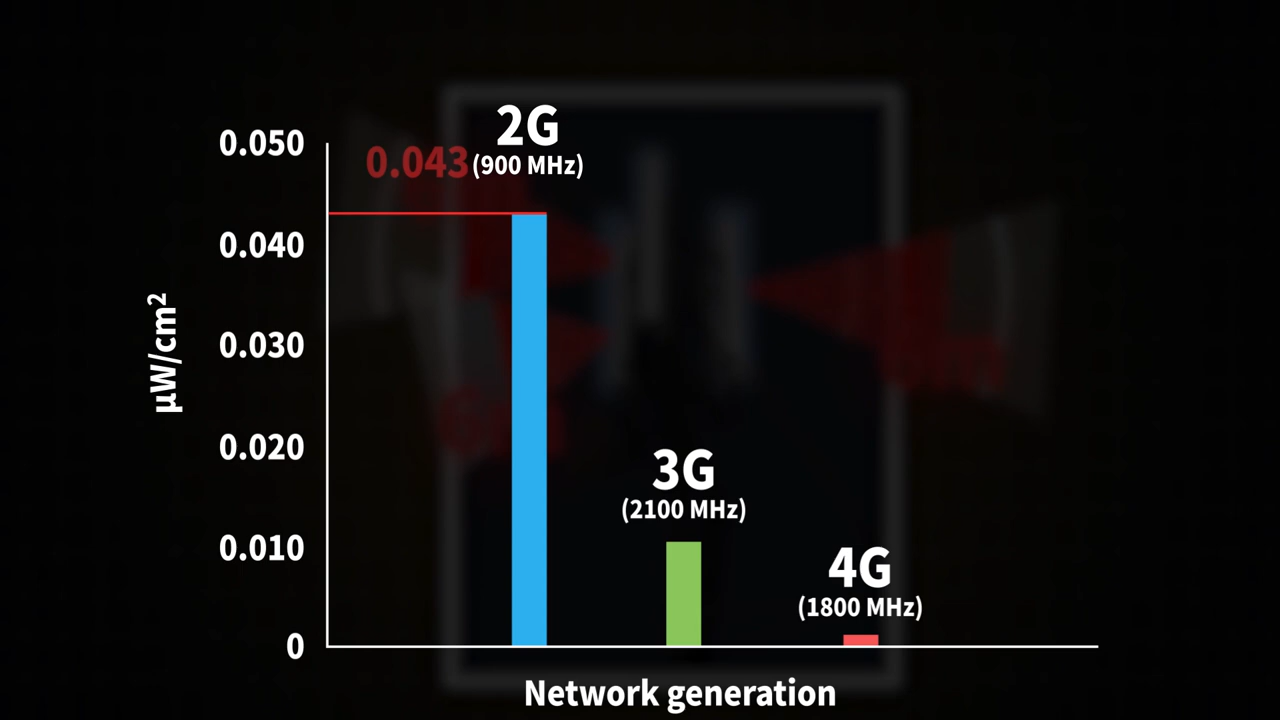 2G
(900 MHz)
0.043
0.050
0.040
0.030
0.020
0.010
0
µW/cm²
3G
(2100 MHz)
4G
(1800 MHz)
Network generation